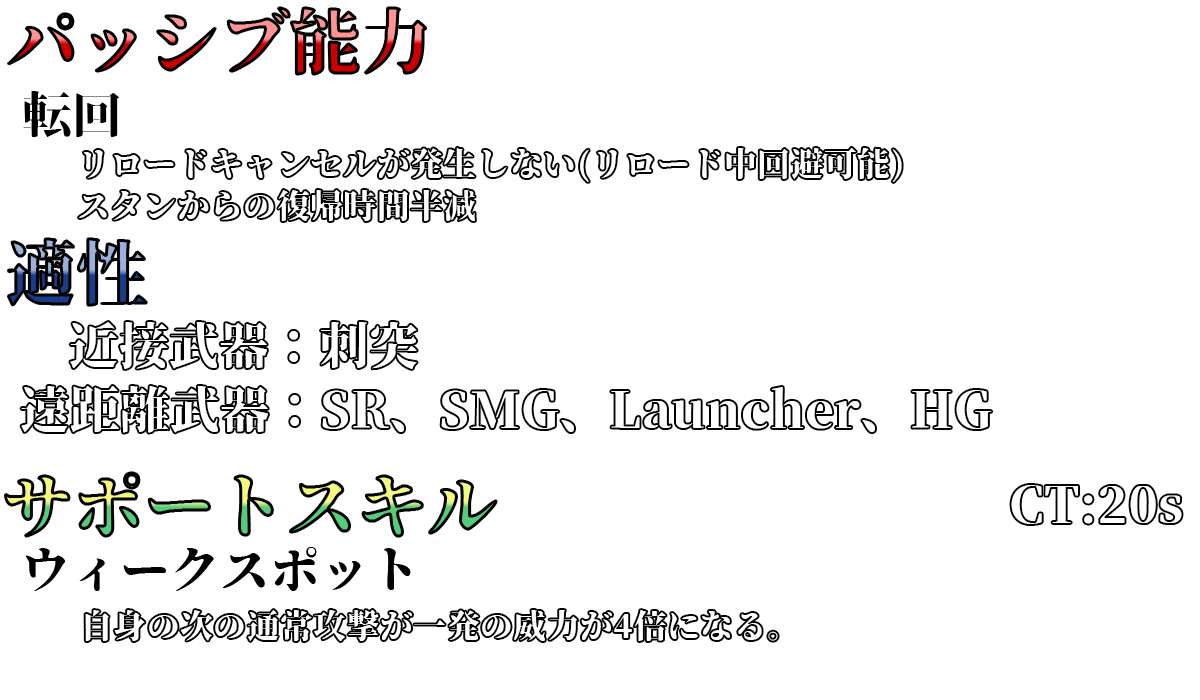 パッシブ能力
転回
リロードキャンセルが発生しない(リロード中回避可能)
スタンからの復帰時間半減
適性
近接武器：刺突
遠距離武器：SR、SMG、Launcher、HG
サポートスキル
CT:20s
ウィークスポット
自身の次の通常攻撃が一発の威力が4倍になる。